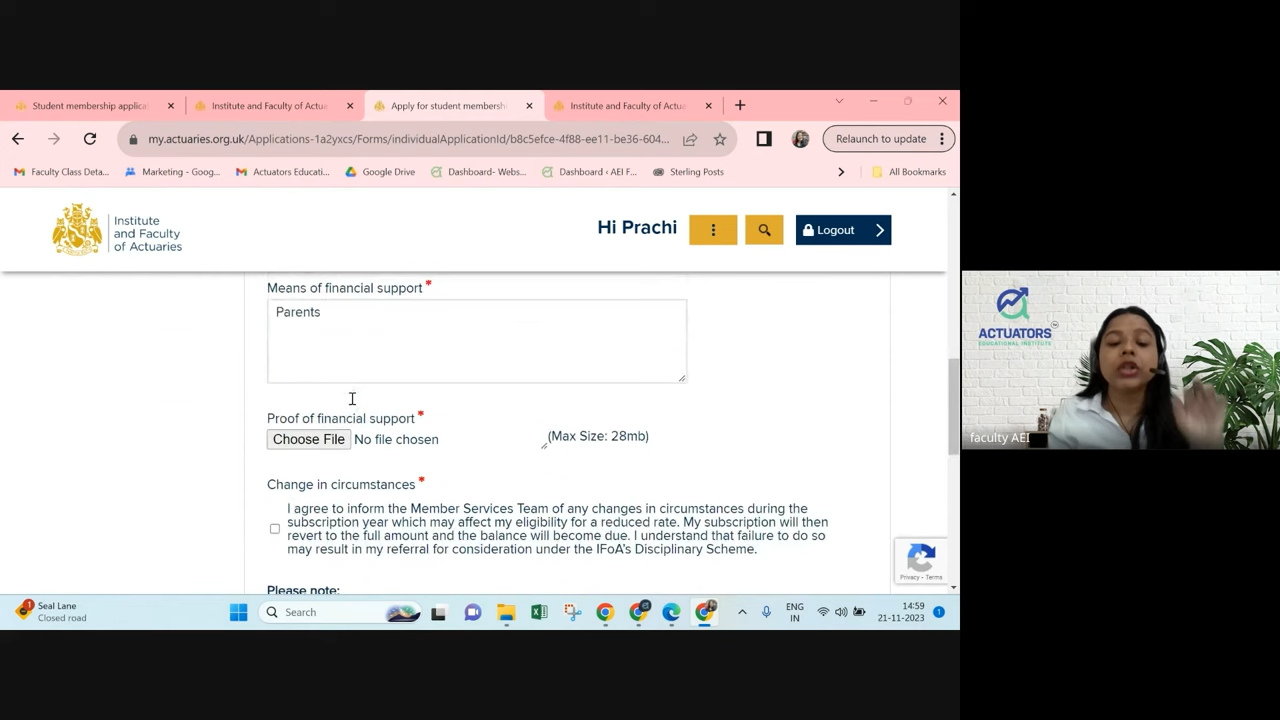 Student membership applic
Institute and Faculty of Actu
Apply for student membersh
Institute and Faculty of Actu
my.actuaries.org.uk/Applications-1a2yxcs/Forms/individualApplicationId/b8c5efce-4f88-ee11-be36-604...
Relaunch to update
Faculty Class Deta...
Marketing - Goog...
Actuators Educati...
Google Drive
Dashboard- Webs...
Dashboard ‹ AEI F...
Sterling Posts
All Bookmarks
Institute
and Faculty
of Actuaries
Hi Prachi
Logout
Means of financial support *
Parents
Proof of financial support *
Choose File No file chosen
(Max Size: 28mb)
Change in circumstances *
I agree to inform the Member Services Team of any changes in circumstances during the
subscription year which may affect my eligibility for a reduced rate. My subscription will then
revert to the full amount and the balance will become due. I understand that failure to do so
may result in my referral for consideration under the IFoA's Disciplinary Scheme.
Please note:
Privacy - Terms
1
Seal Lane
Closed road
Search
ENG
IN
14:59
21-11-2023
1
ACTUATORS
EDUCATIONAL INSTITUTE
faculty AEI